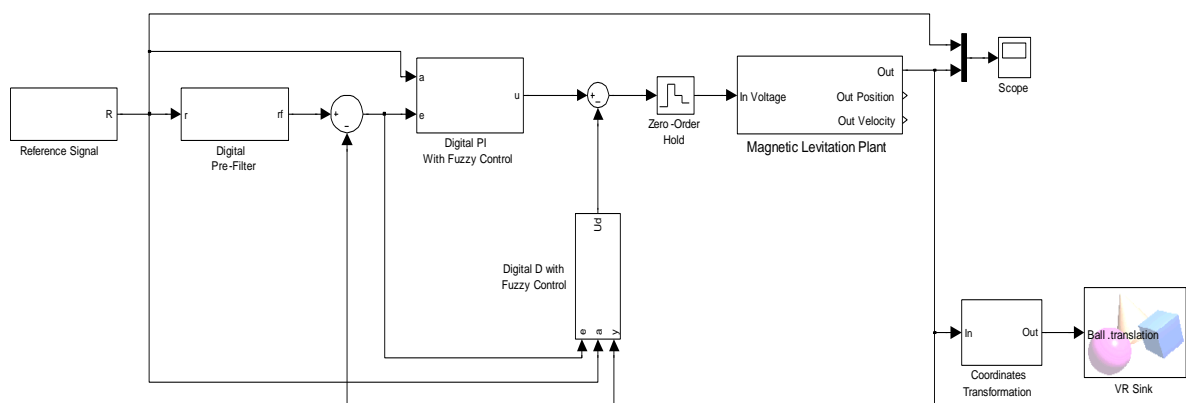 R
Reference Signal
r
rf
Digital
Pre-Filter
+
−
a
e
u
Digital PI
With Fuzzy Control
+
−
Zero -Order
Hold
In Voltage
Out
Out Position
Out Velocity
Magnetic Levitation Plant
Scope
Ud
e
a
y
Digital D with
Fuzzy Control
In
Out
Coordinates
Transformation
Ball .translation
VR Sink